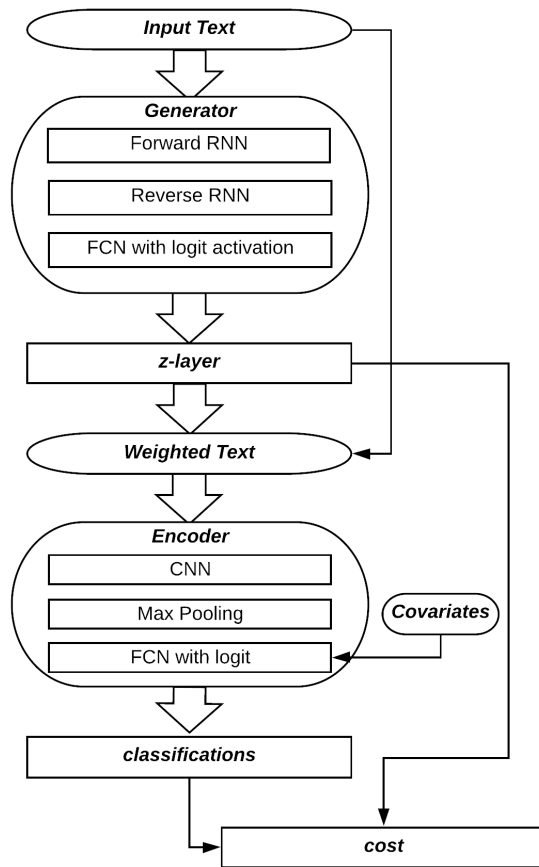 Input Text
Generator
Forward RNN
Reverse RNN
FCN with logit activation
z-layer
Weighted Text
Encoder
CNN
Max Pooling
Covariates
FCN with logit
classifications
cost